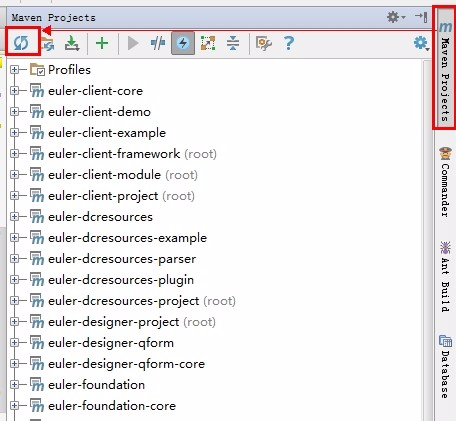 Maven Projects
Profiles
euler-client-core
euler-client-demo
euler-client-example
euler-client-framework (root)
euler-client-module (root)
euler-client-project (root)
euler-dcresources
euler-dcresources-example
euler-dcresources-parser
euler-dcresources-plugin
euler-dcresources-project (root)
euler-designer-project (root)
euler-designer-qform
euler-designer-qform-core
euler-foundation
euler-foundation-core
Maven Projects
Commander
Ant Build
Database